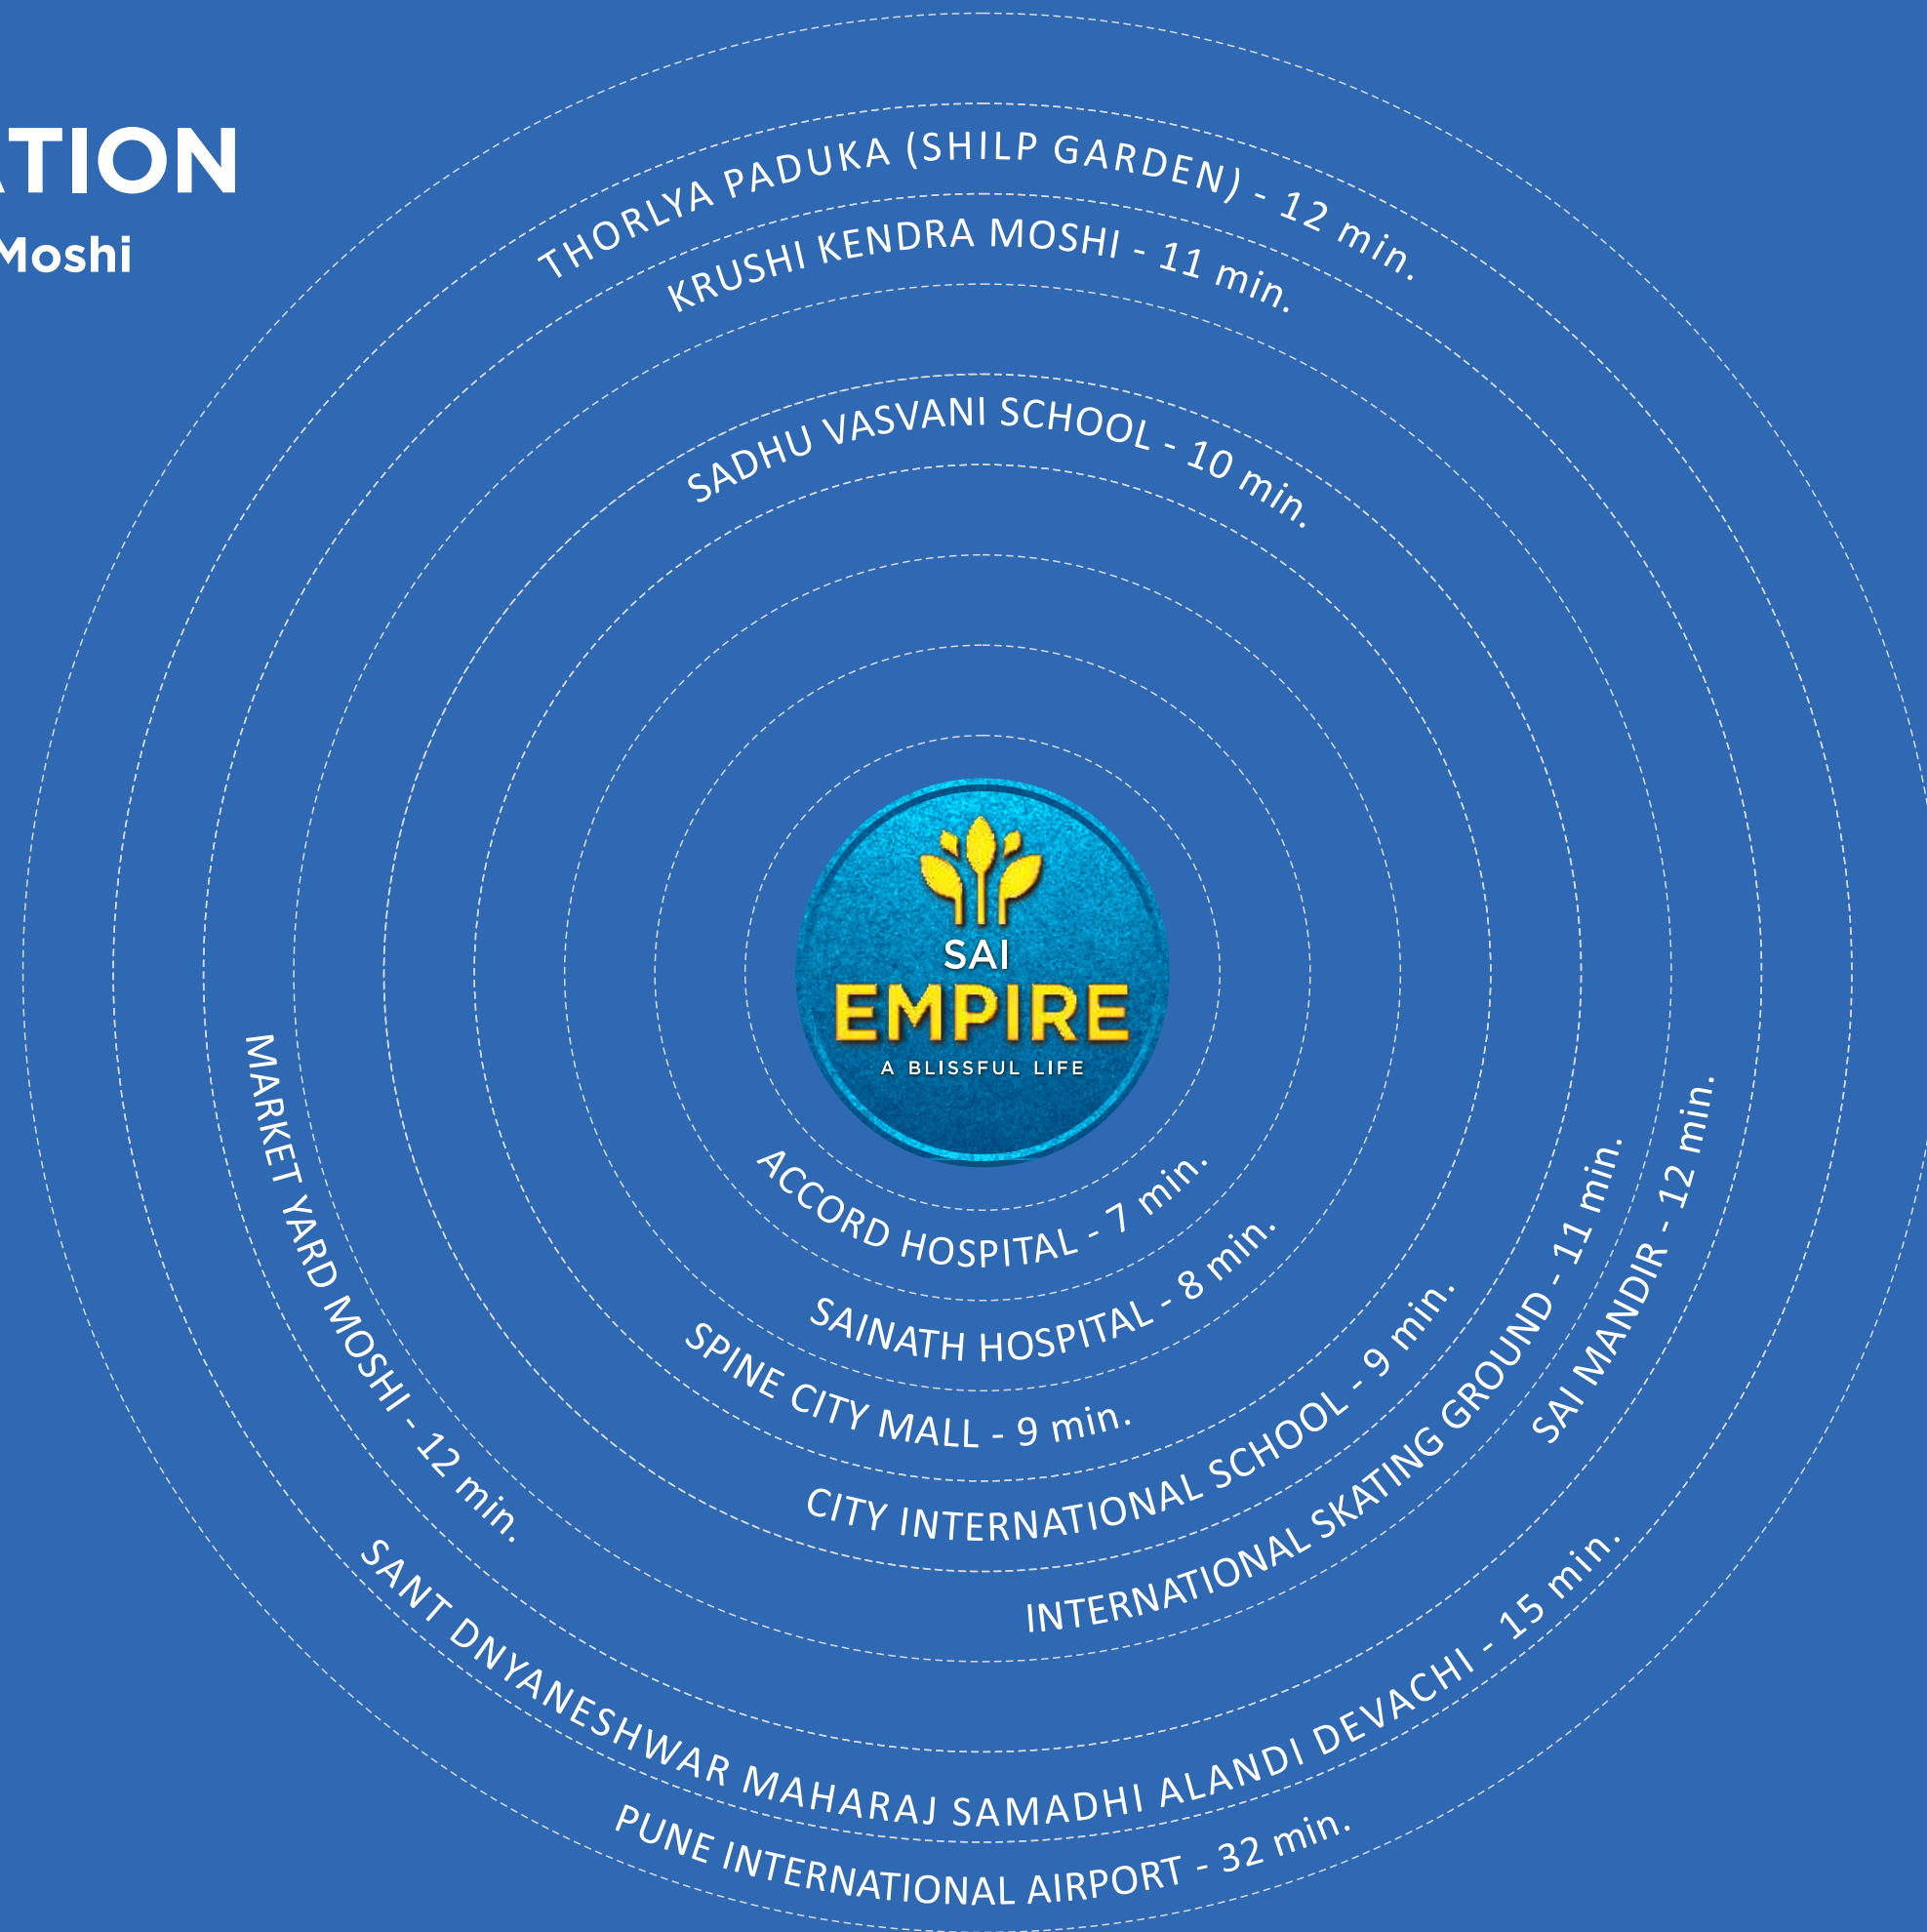 ATION
Moshi
THORLYA PADUKA (SHILP GARDEN) - 12 min.
KRUSHI KENDRA MOSHI - 11 min.
SADHU VASVANI SCHOOL - 10 min.
SAI
EMPIRE
A BLISSFUL LIFE
ACCORD HOSPITAL - 7 min.
SAINATH HOSPITAL - 8 min.
SPINE CITY MALL - 9 min.
CITY INTERNATIONAL SCHOOL - 9 min.
INTERNATIONAL SKATING GROUND - 11 min.
SAI MANDIR - 12 min.
MARKET YARD MOSHI - 12 min.
SANT DNYANESHWAR MAHARAJ SAMADHI ALANDI DEVACHI - 15 min.
PUNE INTERNATIONAL AIRPORT - 32 min.